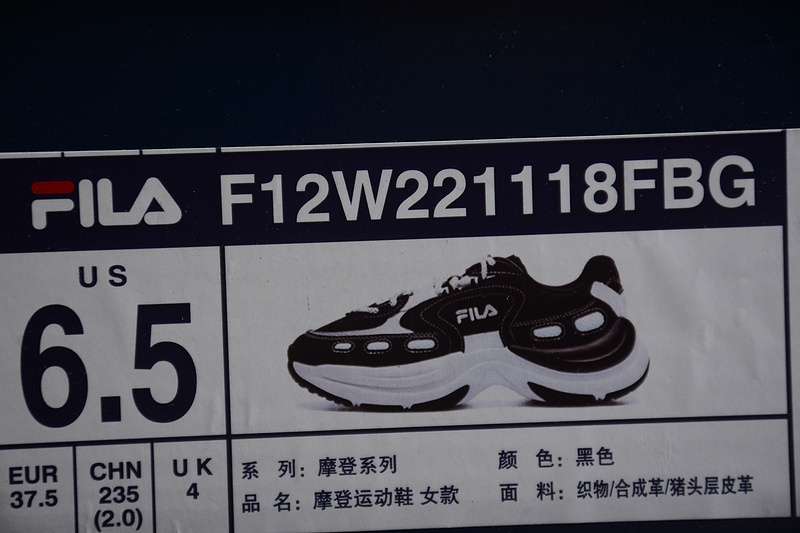 FILA F12W221118FBG
US
6.5
FILA
EUR
37.5
CHN
235
(2.0)
UK
4
系 列：摩登系列
颜 色：黑色
品 名：摩登运动鞋 女款
面 料：织物/合成革/猪头层皮革